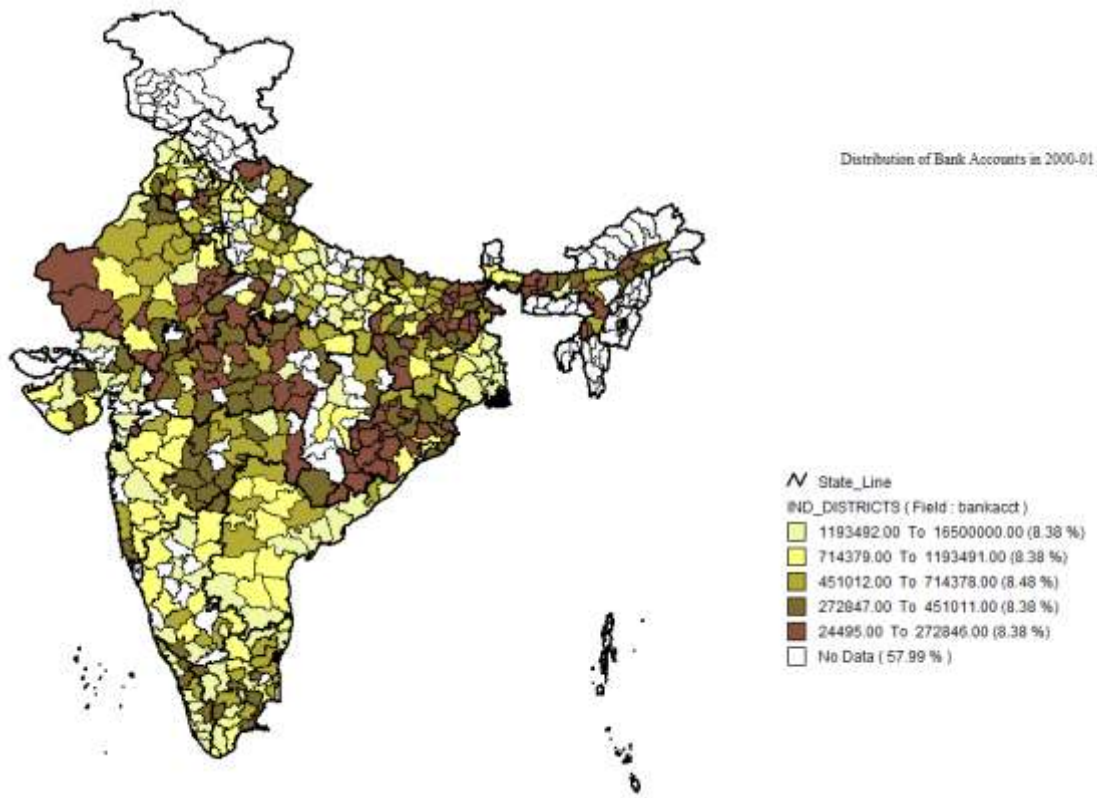 Distribution of Bank Accounts in 2000-01
State_Line
IND_DISTRICTS ( Field : bankacct )
1193492.00 To 16500000.00 (8.38 %)
714379.00 To 1193491.00 (8.38 %)
451012.00 To 714378.00 (8.48 %)
272847.00 To 451011.00 (8.38 %)
24495.00 To 272846.00 (8.38 %)
No Data ( 57.99 % )